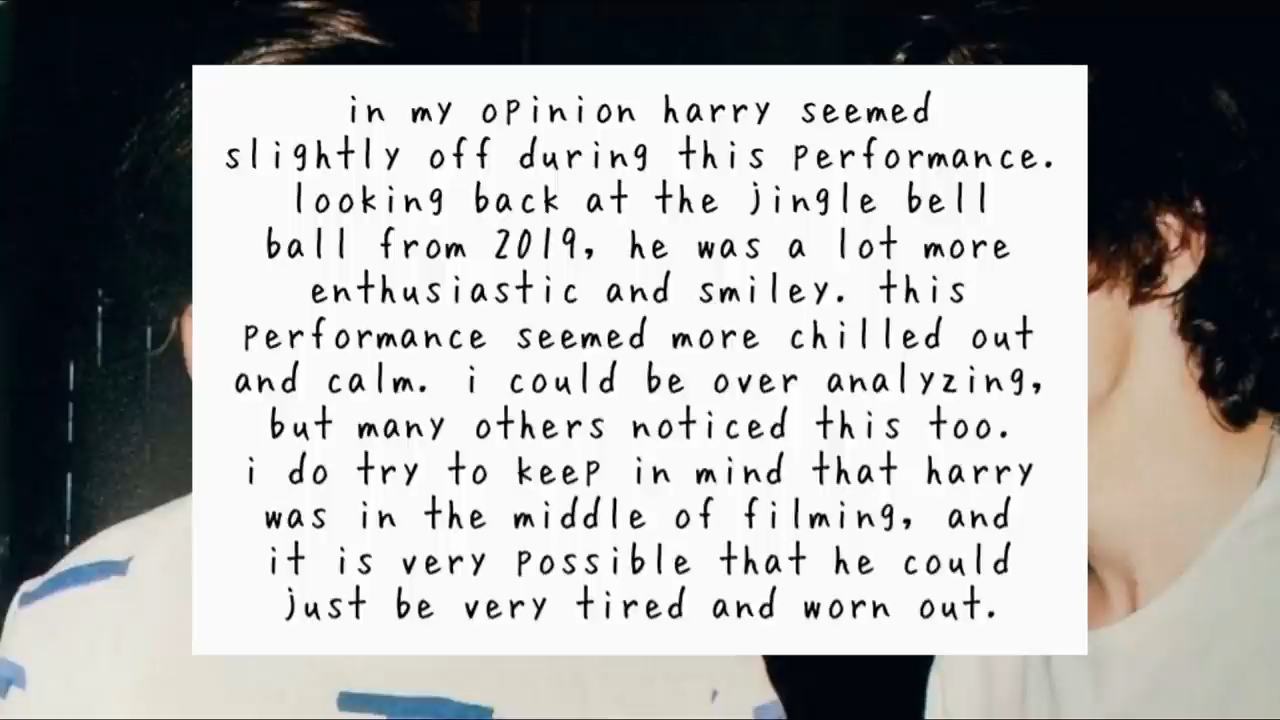 in my opinion harry seemed
slightly off during this performance.
looking back at the jingle bell
ball from 2019, he was a lot more
enthusiastic and smiley. this
performance seemed more chilled out
and calm. i could be over analyzing,
but many others noticed this too.
i do try to keep in mind that harry
was in the middle of filming, and
it is very possible that he could
just be very tired and worn out.